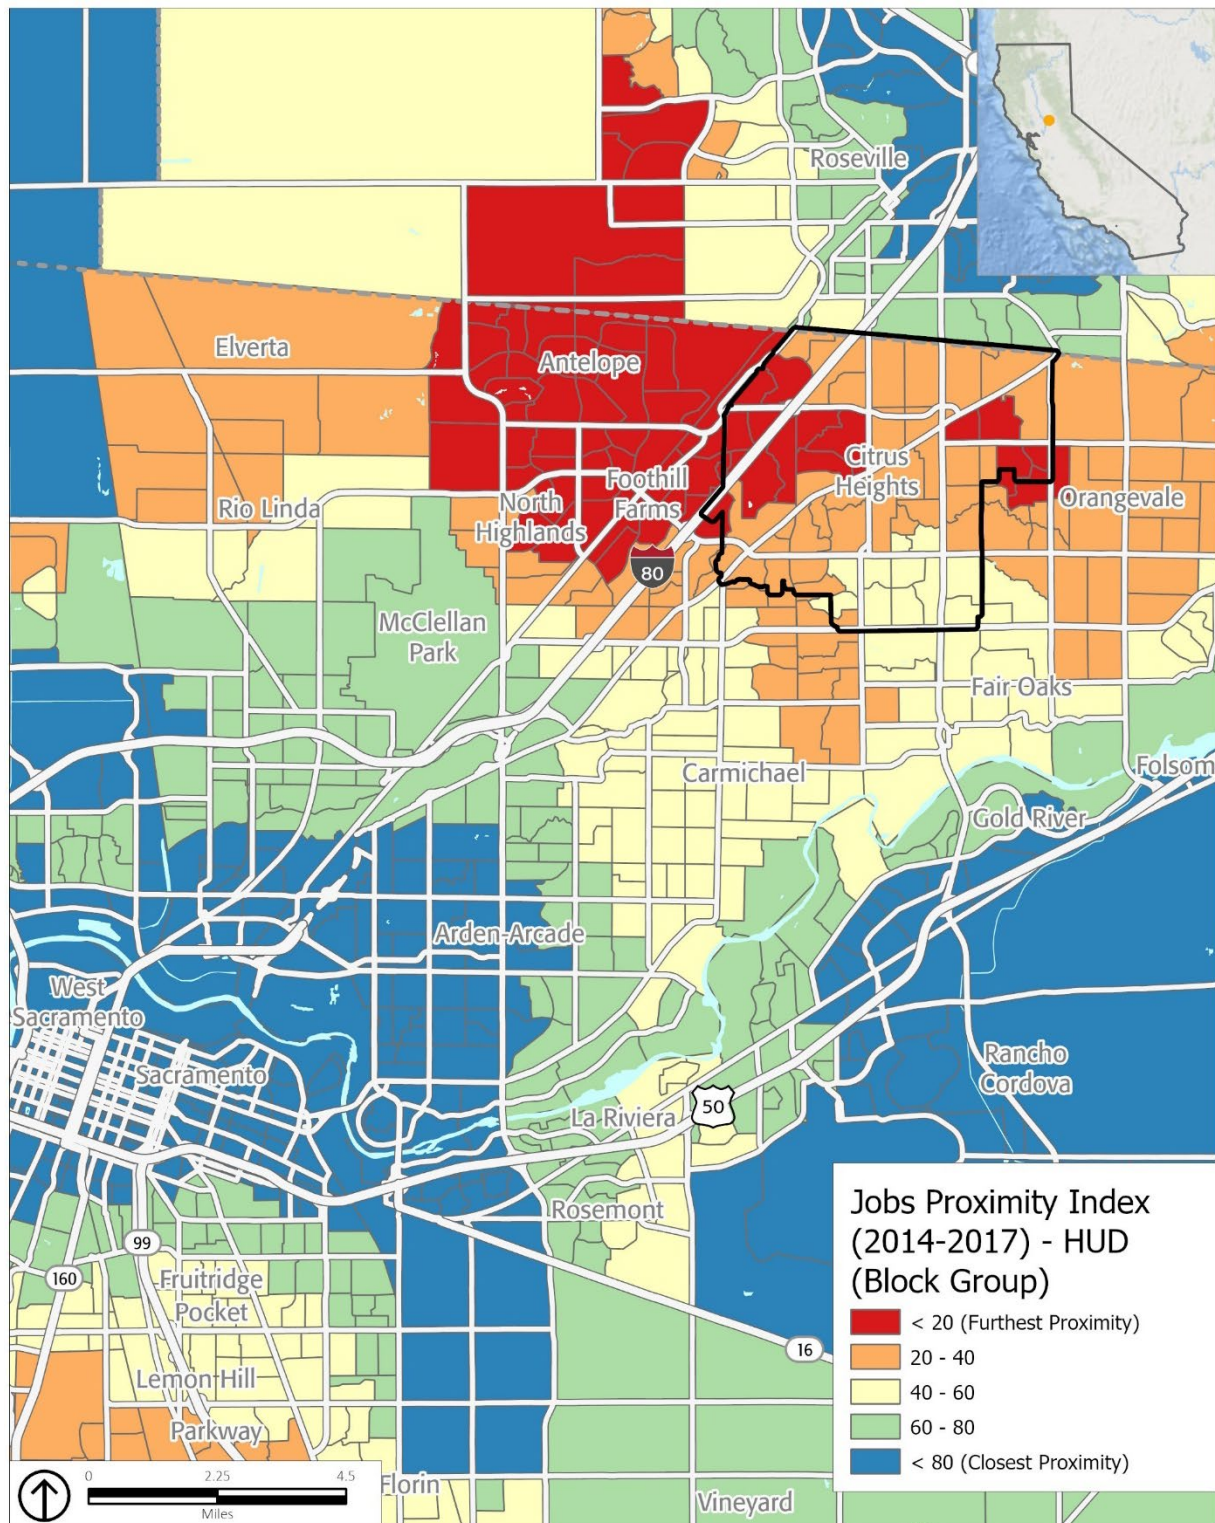 Roseville
Elverta
Antelope
Citrus
Heights
Foothill
Farms
Orangevale
Rio Linda
North
Highlands
80
McClellan
Park
Fair Oaks
Carmichael
Folsom
Gold River
Arden-Arcade
West
Sacramento
Sacramento
Rancho
Cordova
50
La Riviera
Rosemont
99
160
Fruitridge
Pocket
16
Lemon Hill
Parkway
Florin
Vineyard
Jobs Proximity Index
(2014-2017) - HUD
(Block Group)
< 20 (Furthest Proximity)
20 - 40
40 - 60
60 - 80
< 80 (Closest Proximity)
0 2.25 4.5
Miles